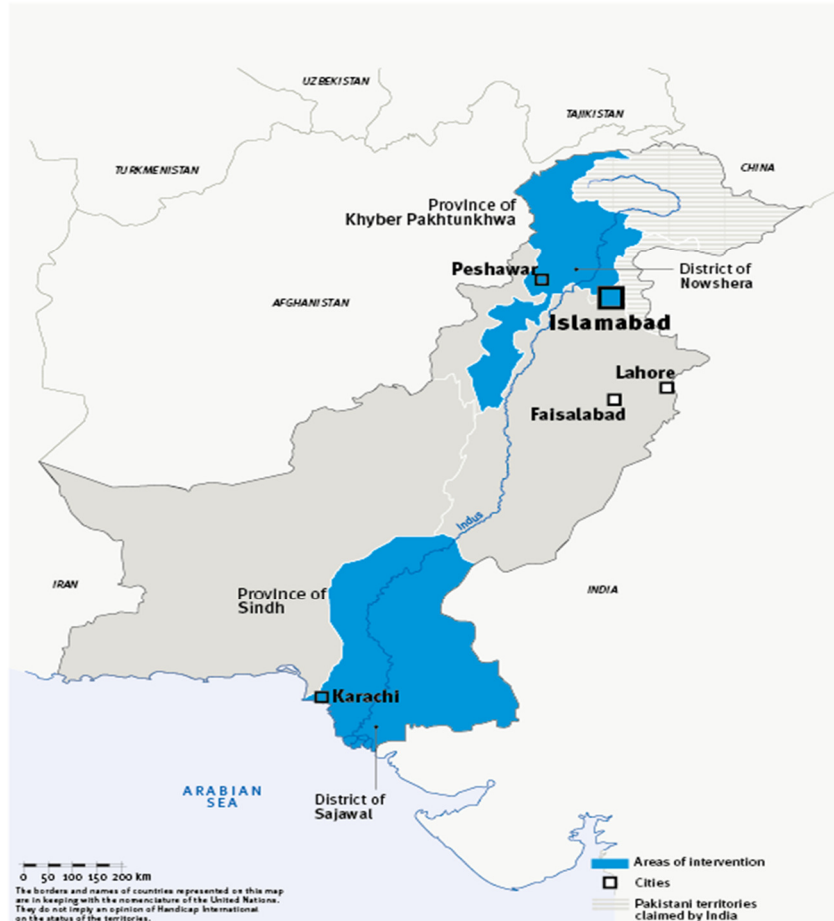 UZBEKISTAN
TAJIKISTAN
TURKMENISTAN
CHINA
Province of
Khyber Pakhtunkhwa
Peshawar
District of
Nowshera
AFGHANISTAN
Islamabad
Lahore
Faisalabad
Indus
IRAN
Province of
Sindh
INDIA
Karachi
ARABIAN
SEA
District of
Sajawal
0 50 100 150 200 km
The borders and names of countries represented on this map
are in keeping with the nomenclature of the United Nations.
They do not imply an opinion of Handicap International
on the status of the territories.
Areas of intervention
Cities
Pakistani territories
claimed by India